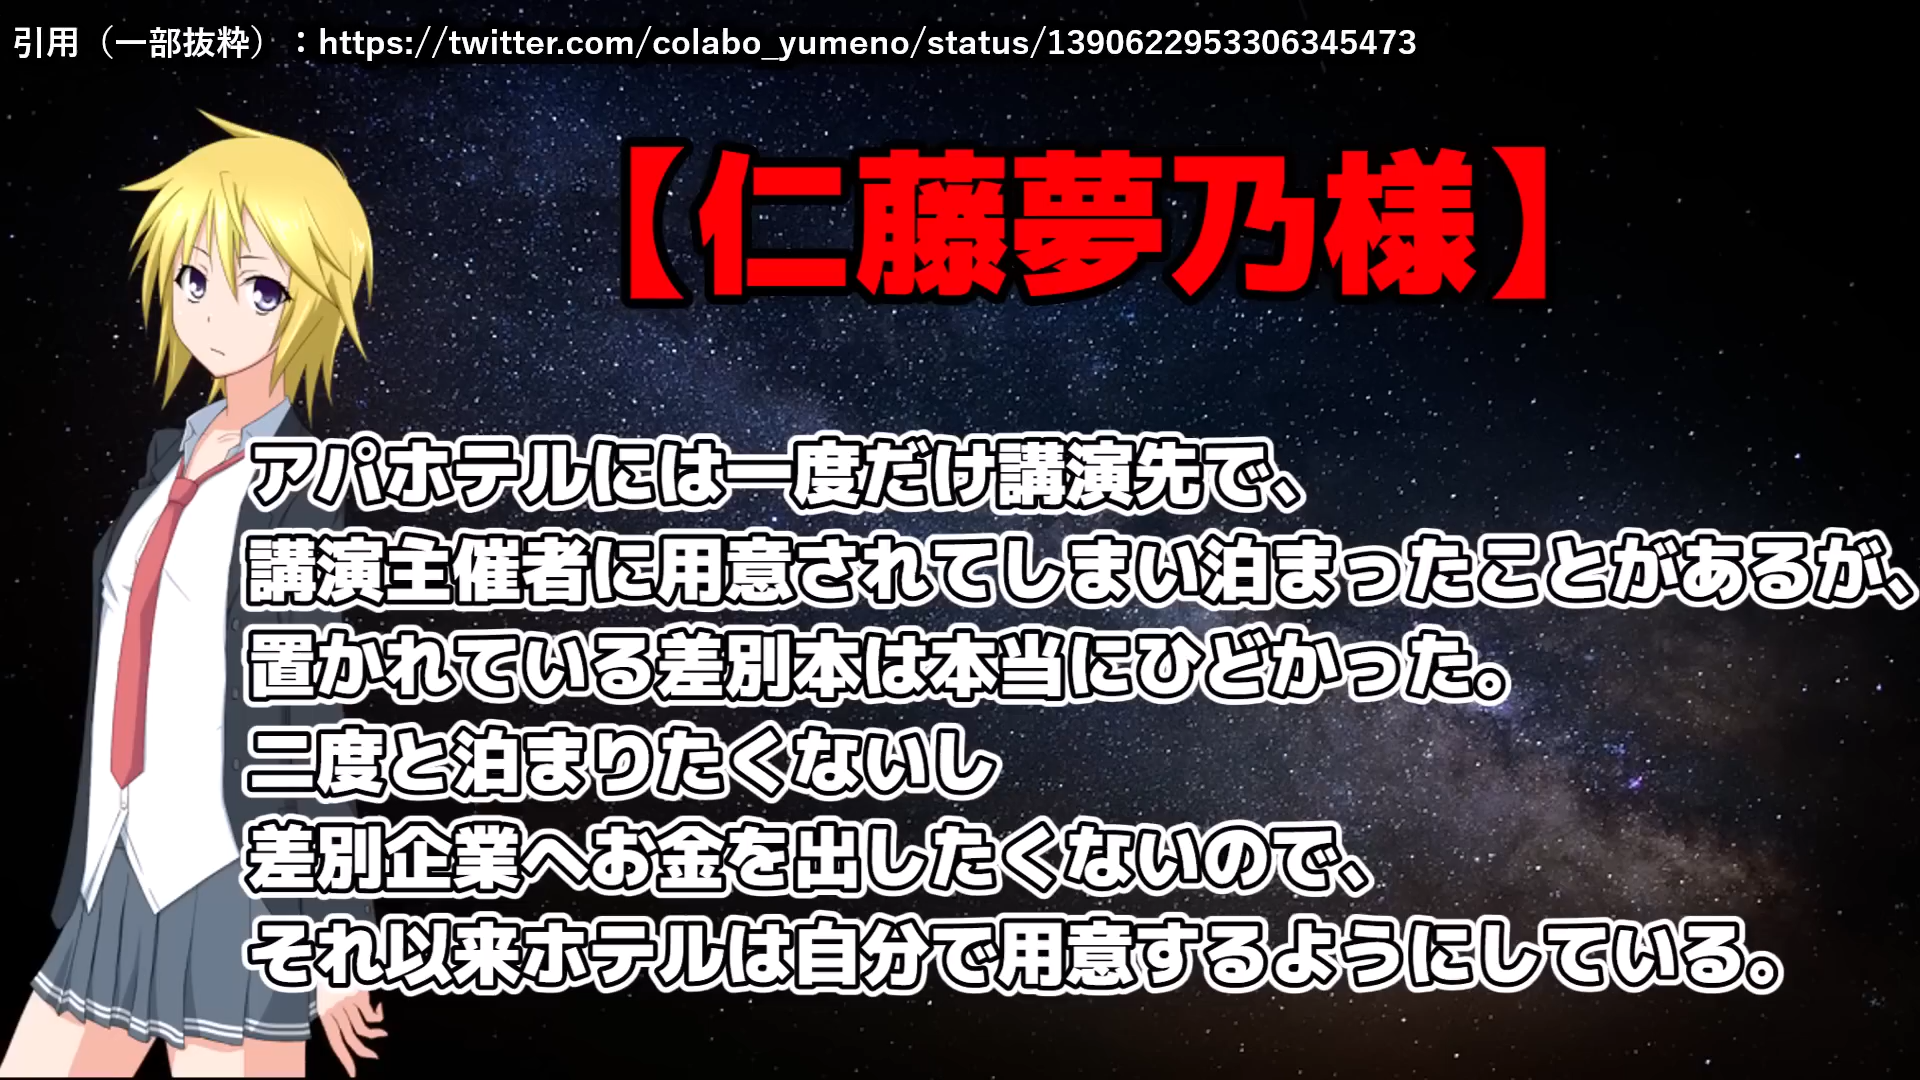 引用（一部抜粋）：https://twitter.com/colabo_yumeno/status/1390622953306345473
【仁藤夢乃様】
アパホテルには一度だけ講演先で、
講演主催者に用意されてしまい泊まったことがあるが、
置かれている差別本は本当にひどかった。
二度と泊まりたくないし
差別企業へお金を出したくないので、
それ以来ホテルは自分で用意するようにしている。